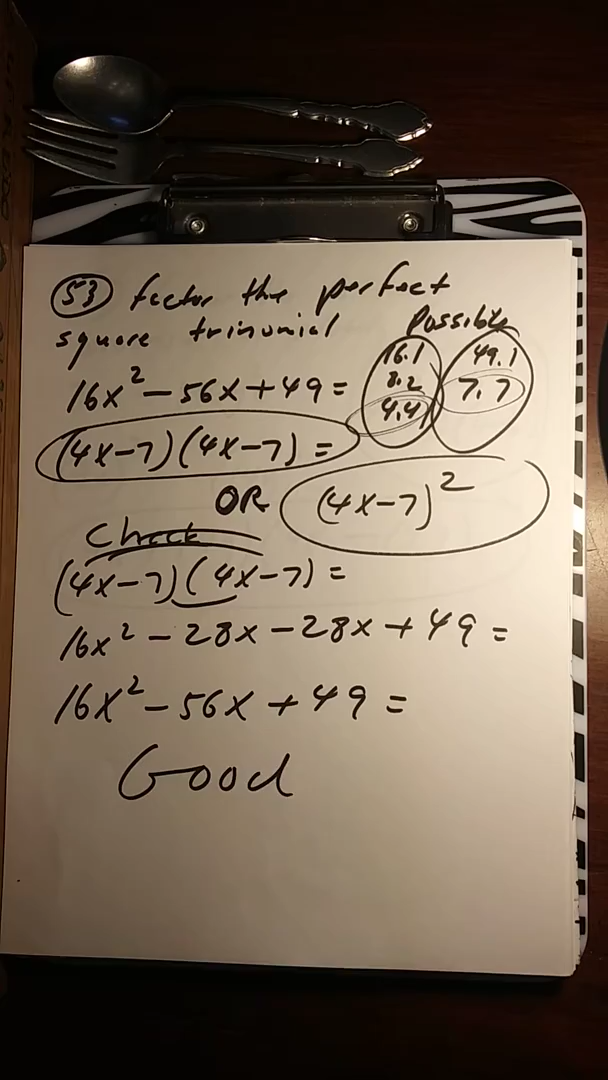 53 factor the perfect
square trinomial
Possible
16x² - 56x + 49 =
16.1
8.2
4.4
49.1
7.7
(4x-7)(4x-7) =
OR (4x-7)²
Check
(4x-7)(4x-7) =
16x² - 28x - 28x + 49 =
16x² - 56x + 49 =
Good